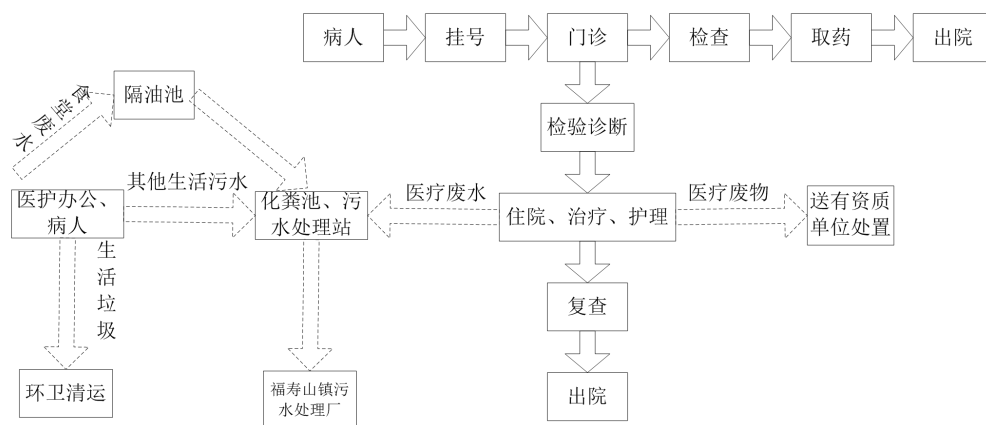 病人
挂号
门诊
检查
取药
出院
食堂废水
隔油池
检验诊断
医护办公、
病人
其他生活污水
化粪池、污
水处理站
医疗废水
住院、治疗、护理
医疗废物
送有资质
单位处置
生活垃圾
复查
环卫清运
福寿山镇污
水处理厂
出院